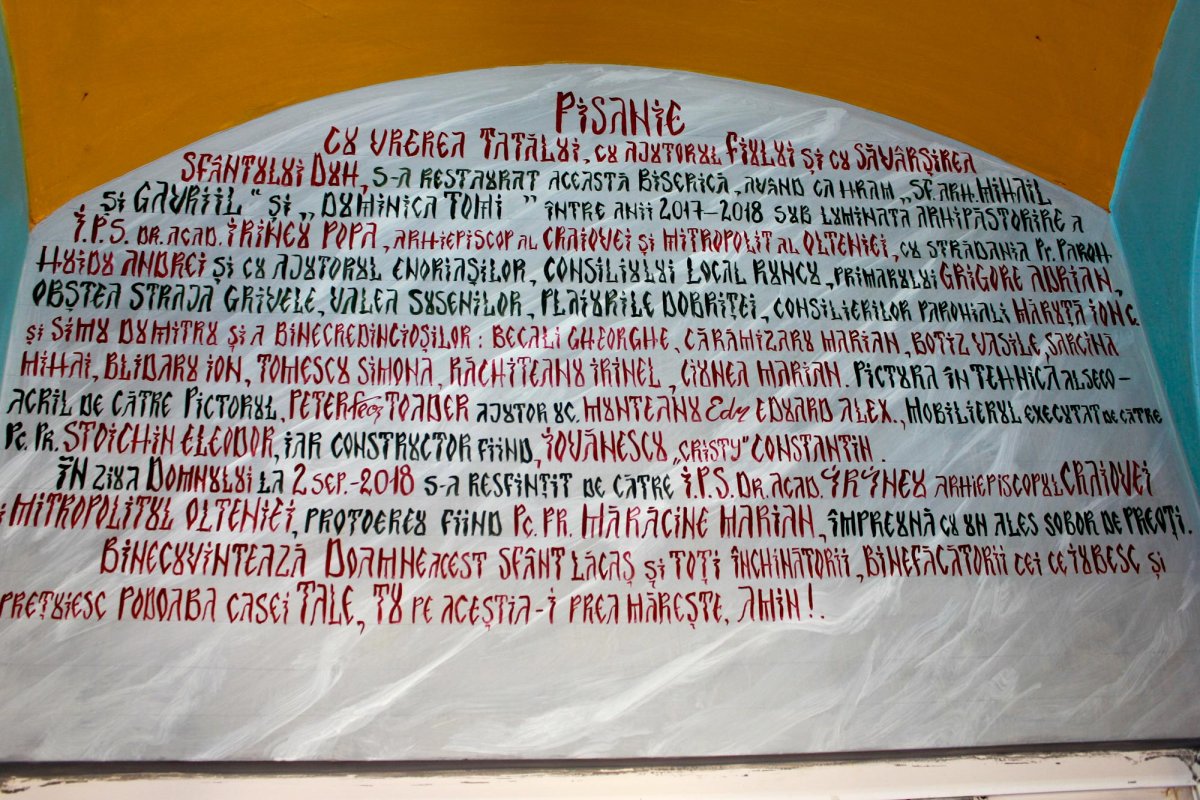 PISANIE
CU VREREA TATĂLUI, CU AJUTORUL FIULUI ȘI CU SĂVÂRȘIREA
SFÂNTULUI DUH, S-A RESTAURAT ACEASTĂ BISERICĂ, AVÂND CA HRAM „SF. ARH. MIHAIL
ȘI GAVRIIL" ȘI „DUMINICA TOMI" ÎNTRE ANII 2017-2018 SUB LUMINATA ARHIPĂSTORIRE A
Î.P.S. DR. ACAD. IRINEU POPA, ARHIEPISCOP AL CRAIOVEI ȘI MITROPOLIT AL OLTENIEI, CU STRĂDANIA Pr. PAROH
HUIDU ANDREI ȘI CU AJUTORUL ENORIAȘILOR, CONSILIULUI LOCAL RUNCU, PRIMARULUI GRIGORE ADRIAN,
OBȘTEA STRAJA GRIVELE, VALEA SUSENILOR, PLAIURILE DOBRIȚEI, CONSILIERILOR PAROHIALI MĂRUȚĂ ION C.
ȘI SIMU DUMITRU ȘI A BINECREDINCIOȘILOR: BECALI GHEORGHE, CĂRĂMIZARU MARIAN, BOTIZ VASILE, SARCINA
MIHAI, BLIDARU ION, TOMESCU SIMONA, RĂCHITEANU IRINEL, CIUNEA MARIAN. PICTURA ÎN TEHNICA AL SECO-
ACRIL DE CĂTRE PICTORUL, PETER TOADER AJUTOR UC. MUNTEANU EDUARD ALEX., MOBILIERUL EXECUTAT DE CĂTRE
Pc. PR. STOICHIN ELEODOR, IAR CONSTRUCTOR FIIND, IOVĂNESCU „CRISTY" CONSTANTIN.
ÎN ZIUA DOMNULUI LA 2 SEP.-2018 S-A RESFINȚIT DE CĂTRE Î.P.S. DR. ACAD. YRYNEU ARHIEPISCOPUL CRAIOVEI
I MITROPOLITUL OLTENIEI, PROTOEREU FIIND Pc. PR. MĂRĂCINE MARIAN, ÎMPREUNĂ CU UN ALES SOBOR DE PREOȚI.
BINECUVINTEAZĂ DOAMNE ACEST SFÂNT LĂCAȘ ȘI TOȚI ÎNCHINĂTORII, BINEFĂCĂTORII CEI CE IUBESC ȘI
PREȚUIESC PODOABA CASEI TALE, TU PE ACEȘTIA-I PREA MĂREȘTE, AMIN!.